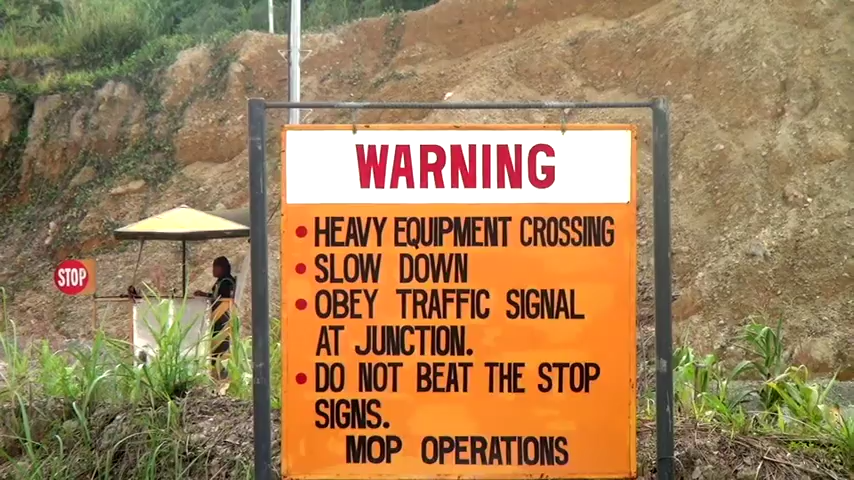 WARNING
• HEAVY EQUIPMENT CROSSING
• SLOW DOWN
• OBEY TRAFFIC SIGNAL
AT JUNCTION.
• DO NOT BEAT THE STOP
SIGNS.
MOP OPERATIONS
STOP